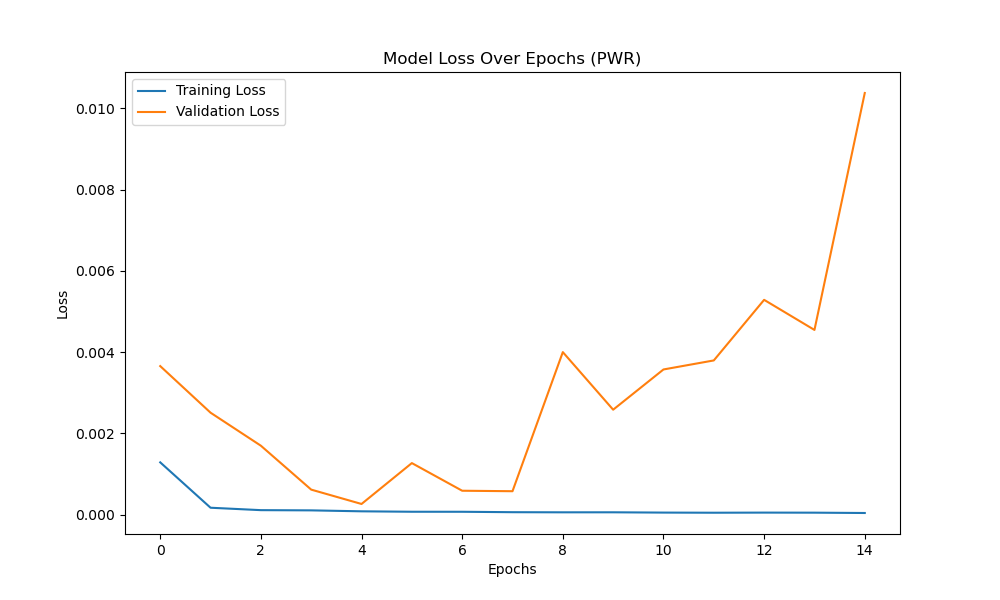 Model Loss Over Epochs (PWR)
Training Loss
Validation Loss
0.010
0.008
0.006
0.004
0.002
0.000
Loss
0 2 4 6 8 10 12 14
Epochs